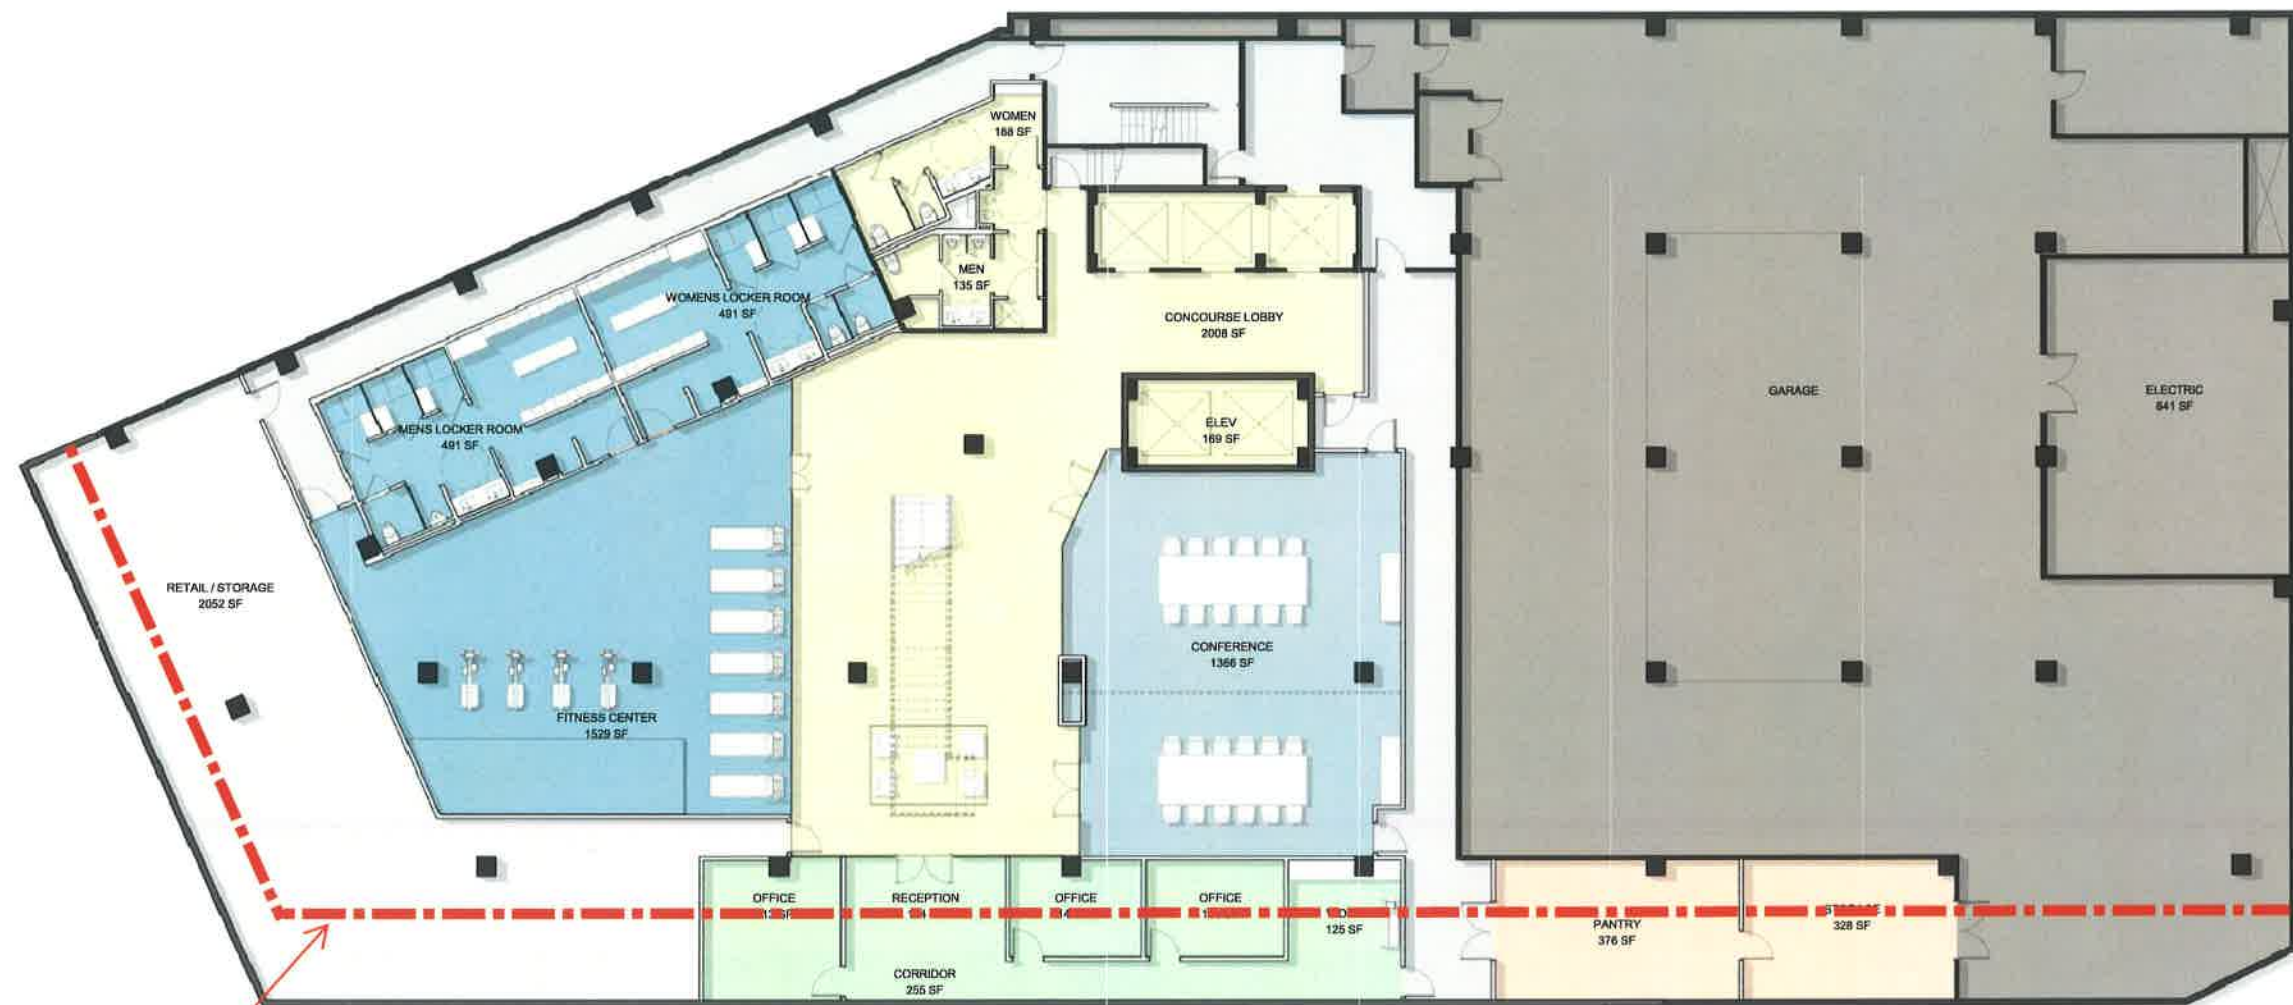 WOMEN
168 SF
MEN
135 SF
WOMENS LOCKER ROOM
491 SF
CONCOURSE LOBBY
2008 SF
GARAGE
ELECTRIC
641 SF
ELEV
169 SF
MENS LOCKER ROOM
491 SF
RETAIL / STORAGE
2052 SF
CONFERENCE
1366 SF
FITNESS CENTER
1529 SF
OFFICE
RECEPTION
OFFICE
OFFICE
125 SF
PANTRY
376 SF
STORAGE
328 SF
CORRIDOR
255 SF